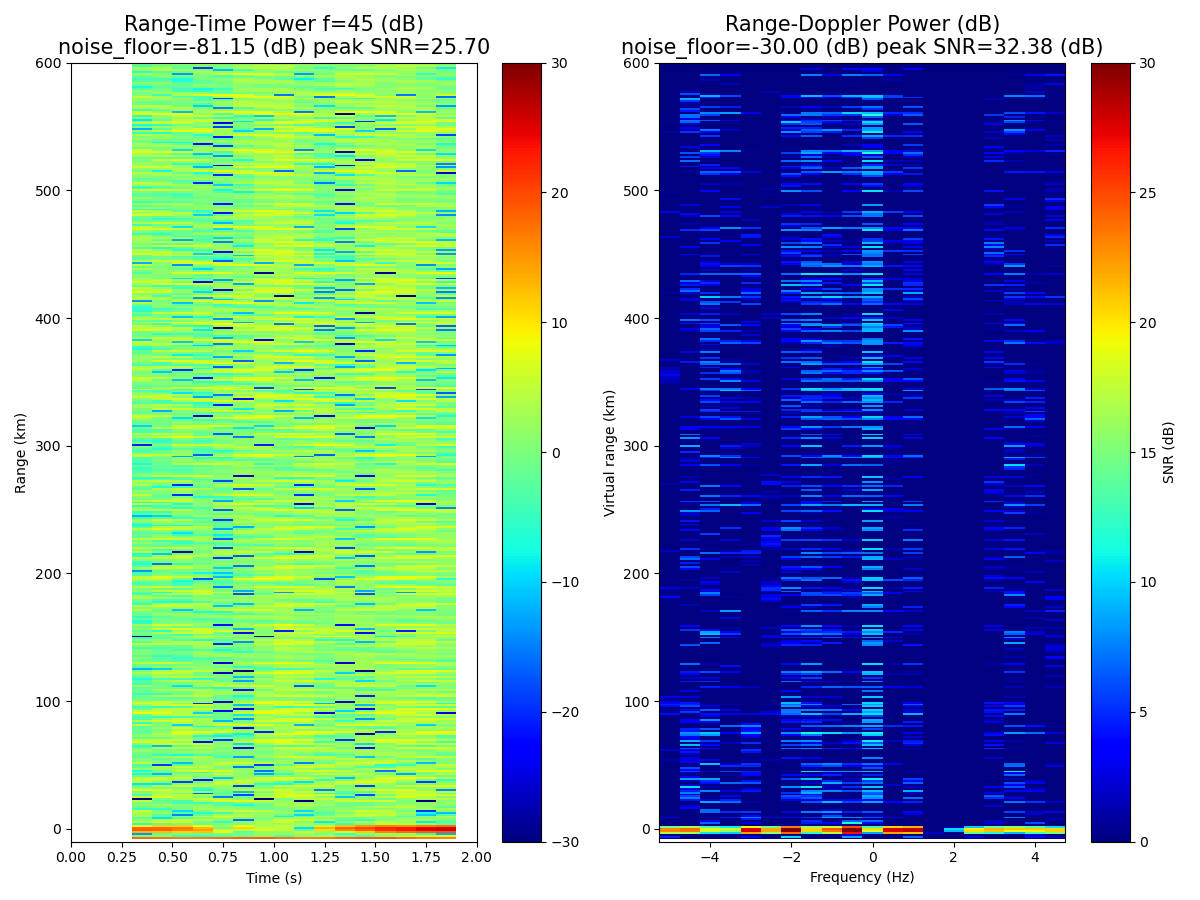 Range-Time Power f=45 (dB)
noise_floor=-81.15 (dB) peak SNR=25.70
600
500
400
300
200
100
0
Range (km)
0.00 0.25 0.50 0.75 1.00 1.25 1.50 1.75 2.00
Time (s)
30
20
10
0
−10
−20
−30
Range-Doppler Power (dB)
noise_floor=-30.00 (dB) peak SNR=32.38 (dB)
600
500
400
300
200
100
0
Virtual range (km)
−4 −2 0 2 4
Frequency (Hz)
30
25
20
15
10
5
0
SNR (dB)